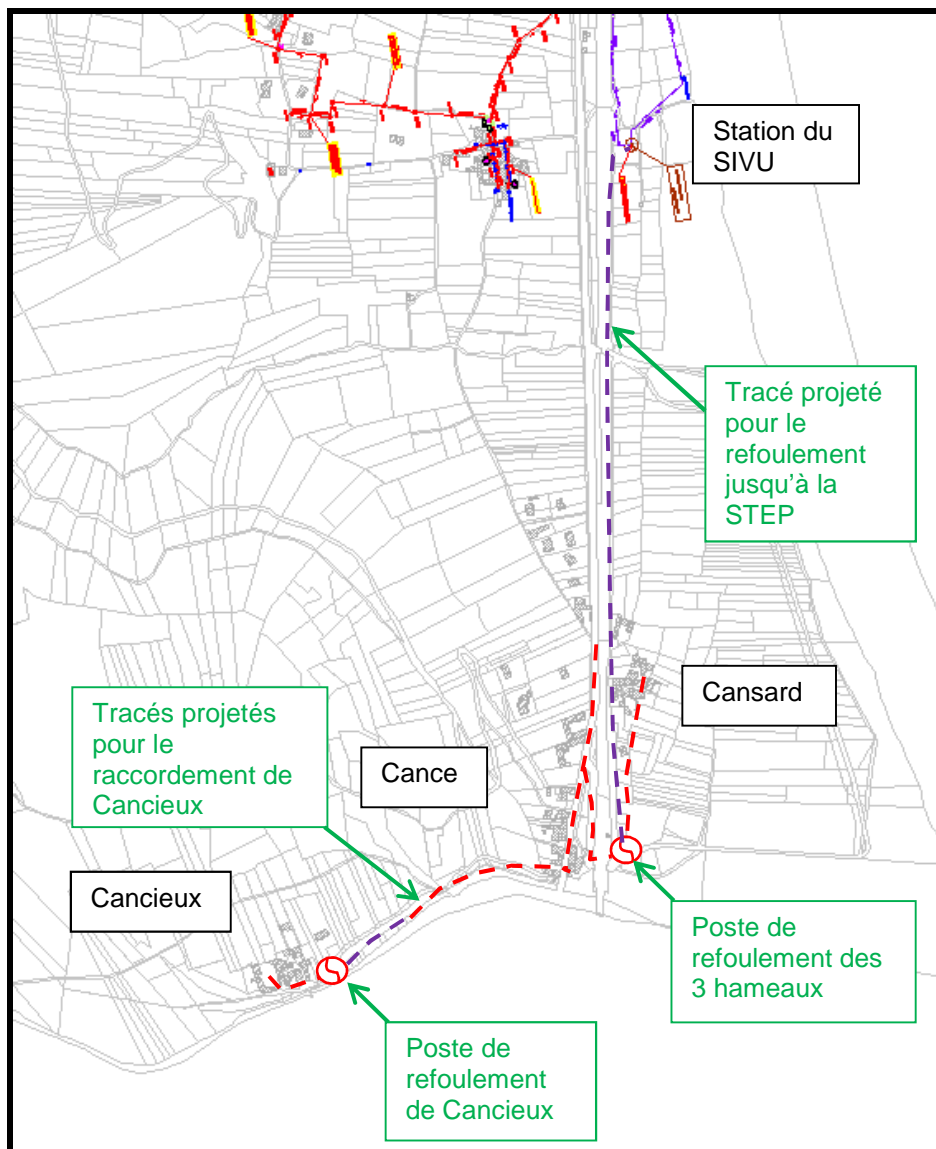 Station du
SIVU
Tracé projeté
pour le
refoulement
jusqu'à la
STEP
Cansard
Tracés projetés
pour le
raccordement de
Cancieux
Cance
Cancieux
Poste de
refoulement des
3 hameaux
Poste de
refoulement
de Cancieux